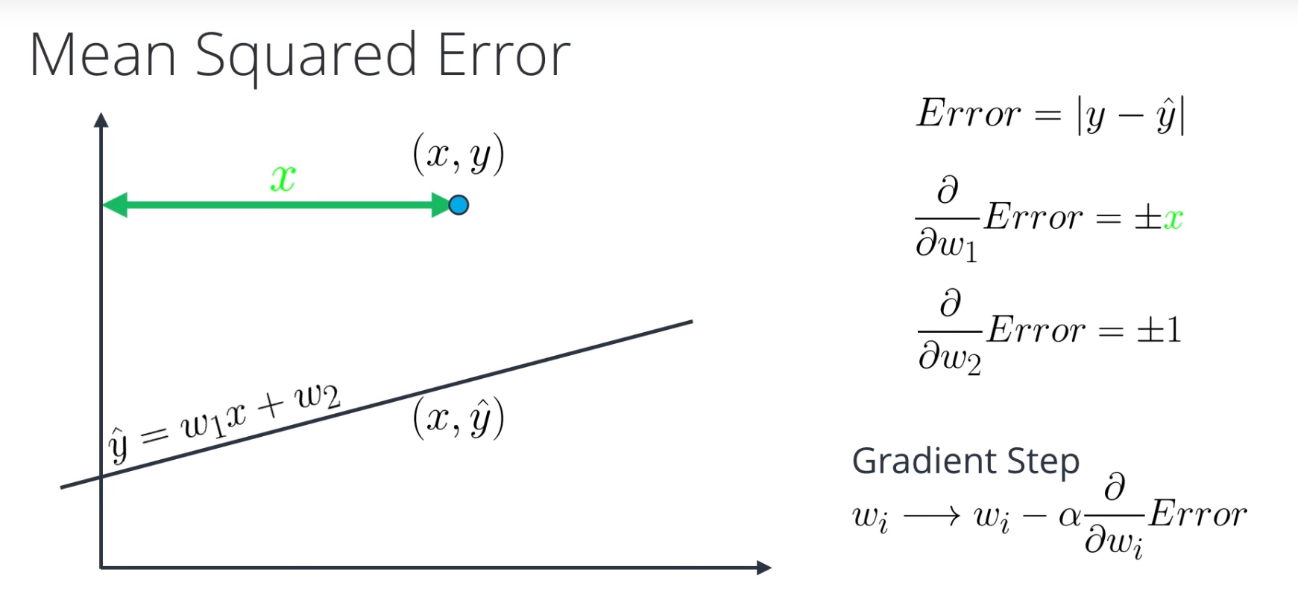 Mean Squared Error
(x, y)
x
ŷ = w₁x + w₂
(x, ŷ)
Error = |y − ŷ|
∂/∂w₁ Error = ±x
∂/∂w₂ Error = ±1
Gradient Step
wᵢ ⟶ wᵢ − α ∂/∂wᵢ Error